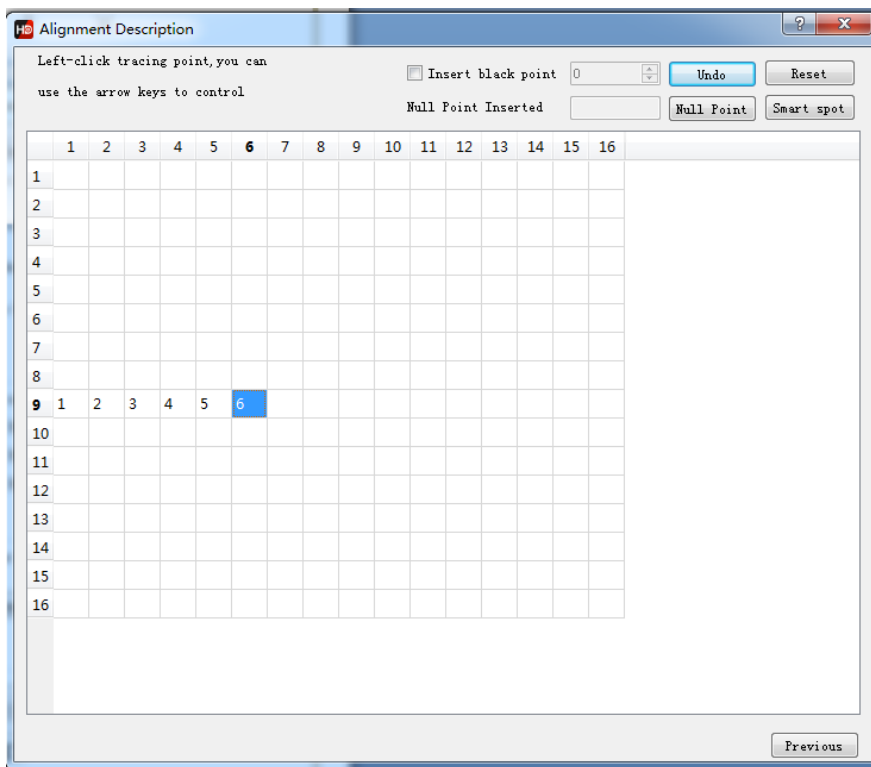 HD Alignment Description
?
X
Left-click tracing point,you can
use the arrow keys to control
Insert black point 0 Undo Reset
Null Point Inserted Null Point Smart spot
1 2 3 4 5 6 7 8 9 10 11 12 13 14 15 16
1
2
3
4
5
6
7
8
9 1 2 3 4 5 6
10
11
12
13
14
15
16
Previous